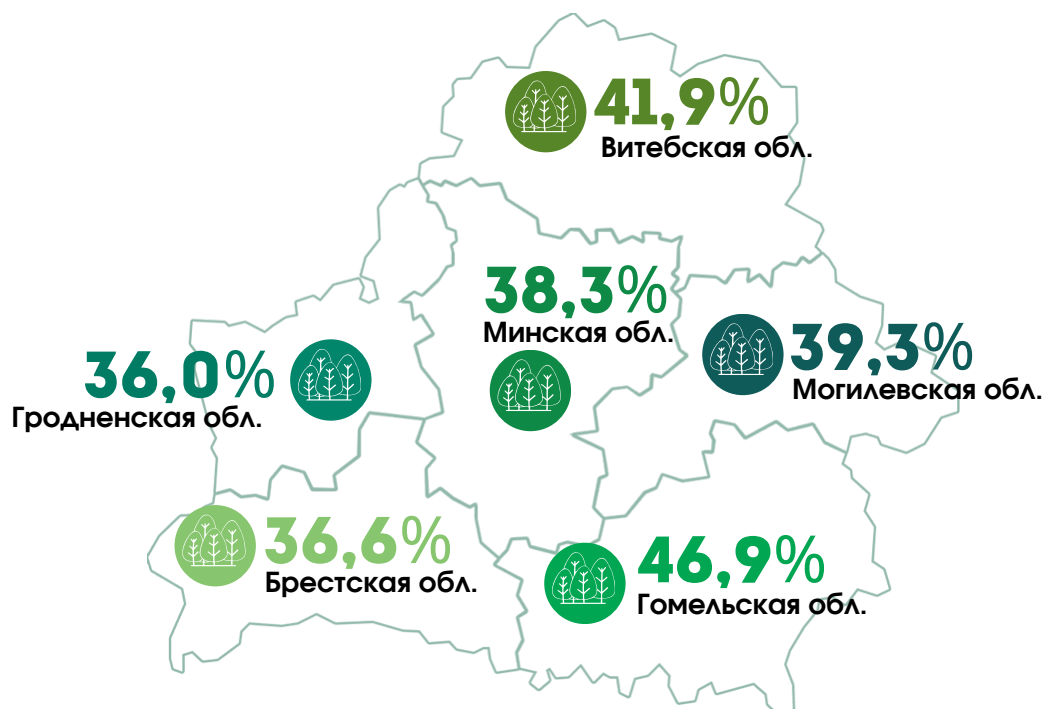 41,9%
Витебская обл.
38,3%
Минская обл.
39,3%
Могилевская обл.
36,0%
Гродненская обл.
36,6%
Брестская обл.
46,9%
Гомельская обл.